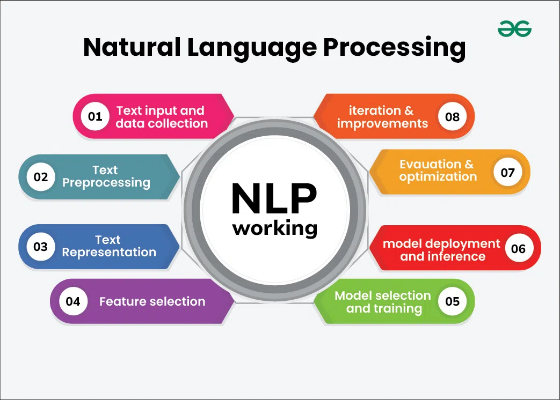 Natural Language Processing
01
Text input and
data collection
02
Text
Preprocessing
03
Text
Representation
04
Feature selection
NLP
working
iteration &
improvements
08
Evauation &
optimization
07
model deployment
and inference
06
Model selection
and training
05